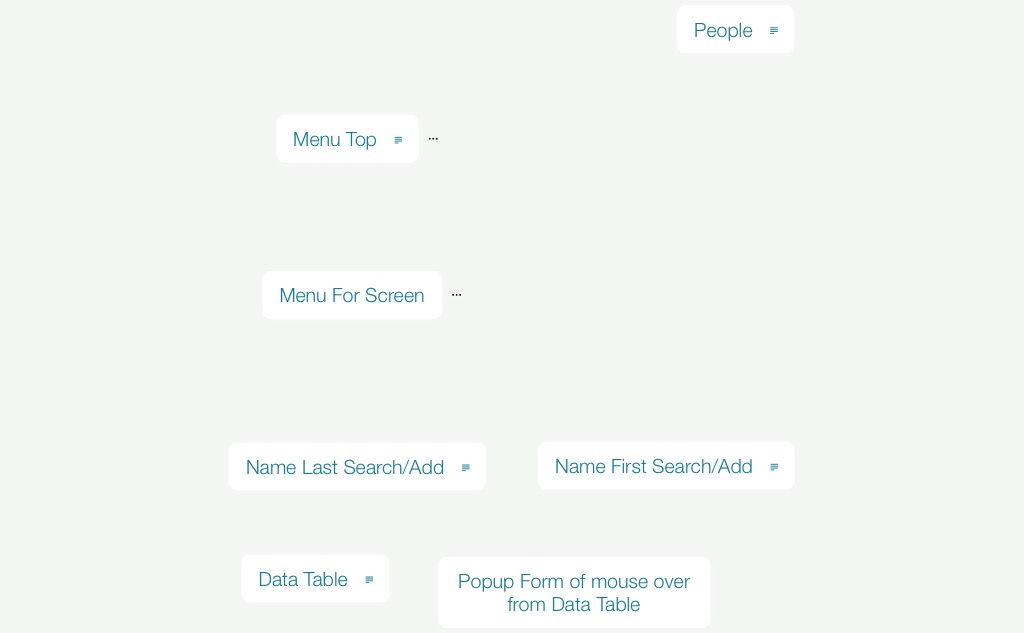 People
Menu Top
Menu For Screen
Name Last Search/Add
Name First Search/Add
Data Table
Popup Form of mouse over
from Data Table